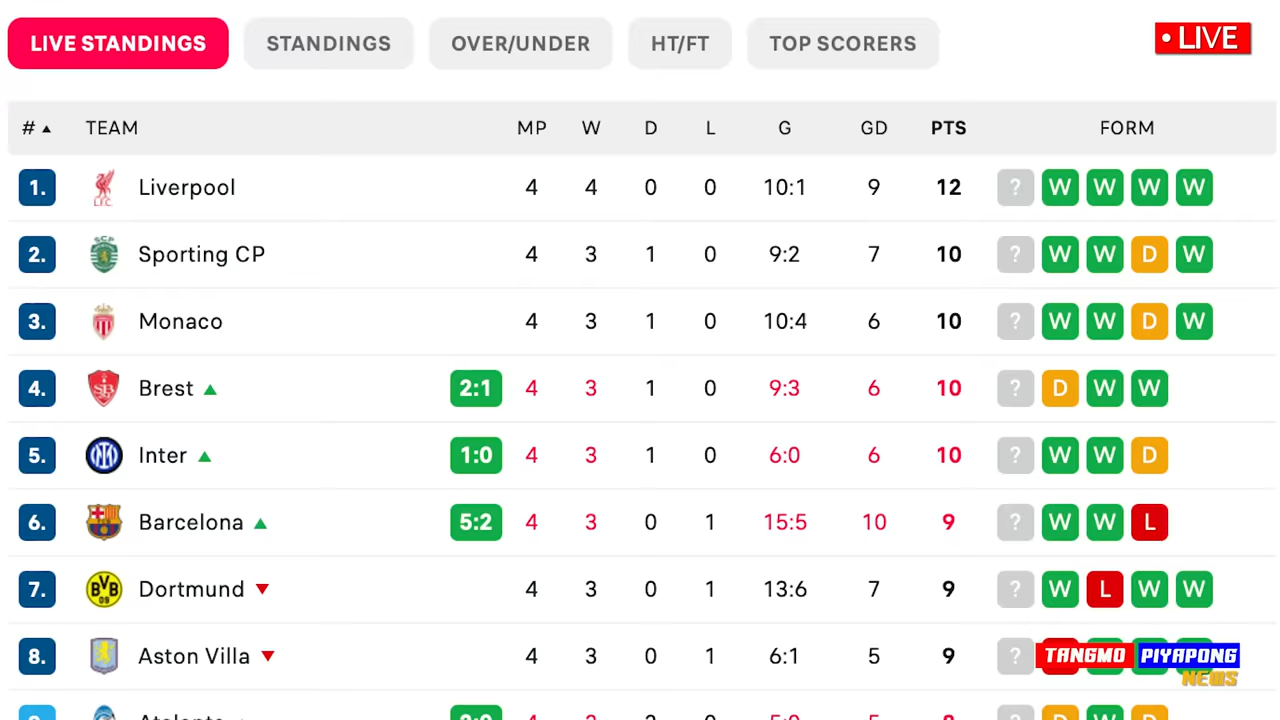 LIVE STANDINGS STANDINGS OVER/UNDER HT/FT TOP SCORERS • LIVE
# ▲ TEAM MP W D L G GD PTS FORM
1. Liverpool 4 4 0 0 10:1 9 12 ? W W W W
2. Sporting CP 4 3 1 0 9:2 7 10 ? W W D W
3. Monaco 4 3 1 0 10:4 6 10 ? W W D W
4. Brest ▲ 2:1 4 3 1 0 9:3 6 10 ? D W W
5. Inter ▲ 1:0 4 3 1 0 6:0 6 10 ? W W D
6. Barcelona ▲ 5:2 4 3 0 1 15:5 10 9 ? W W L
7. Dortmund ▼ 4 3 0 1 13:6 7 9 ? W L W W
8. Aston Villa ▼ 4 3 0 1 6:1 5 9 ?
TANGMO PIYAPONG
NEWS